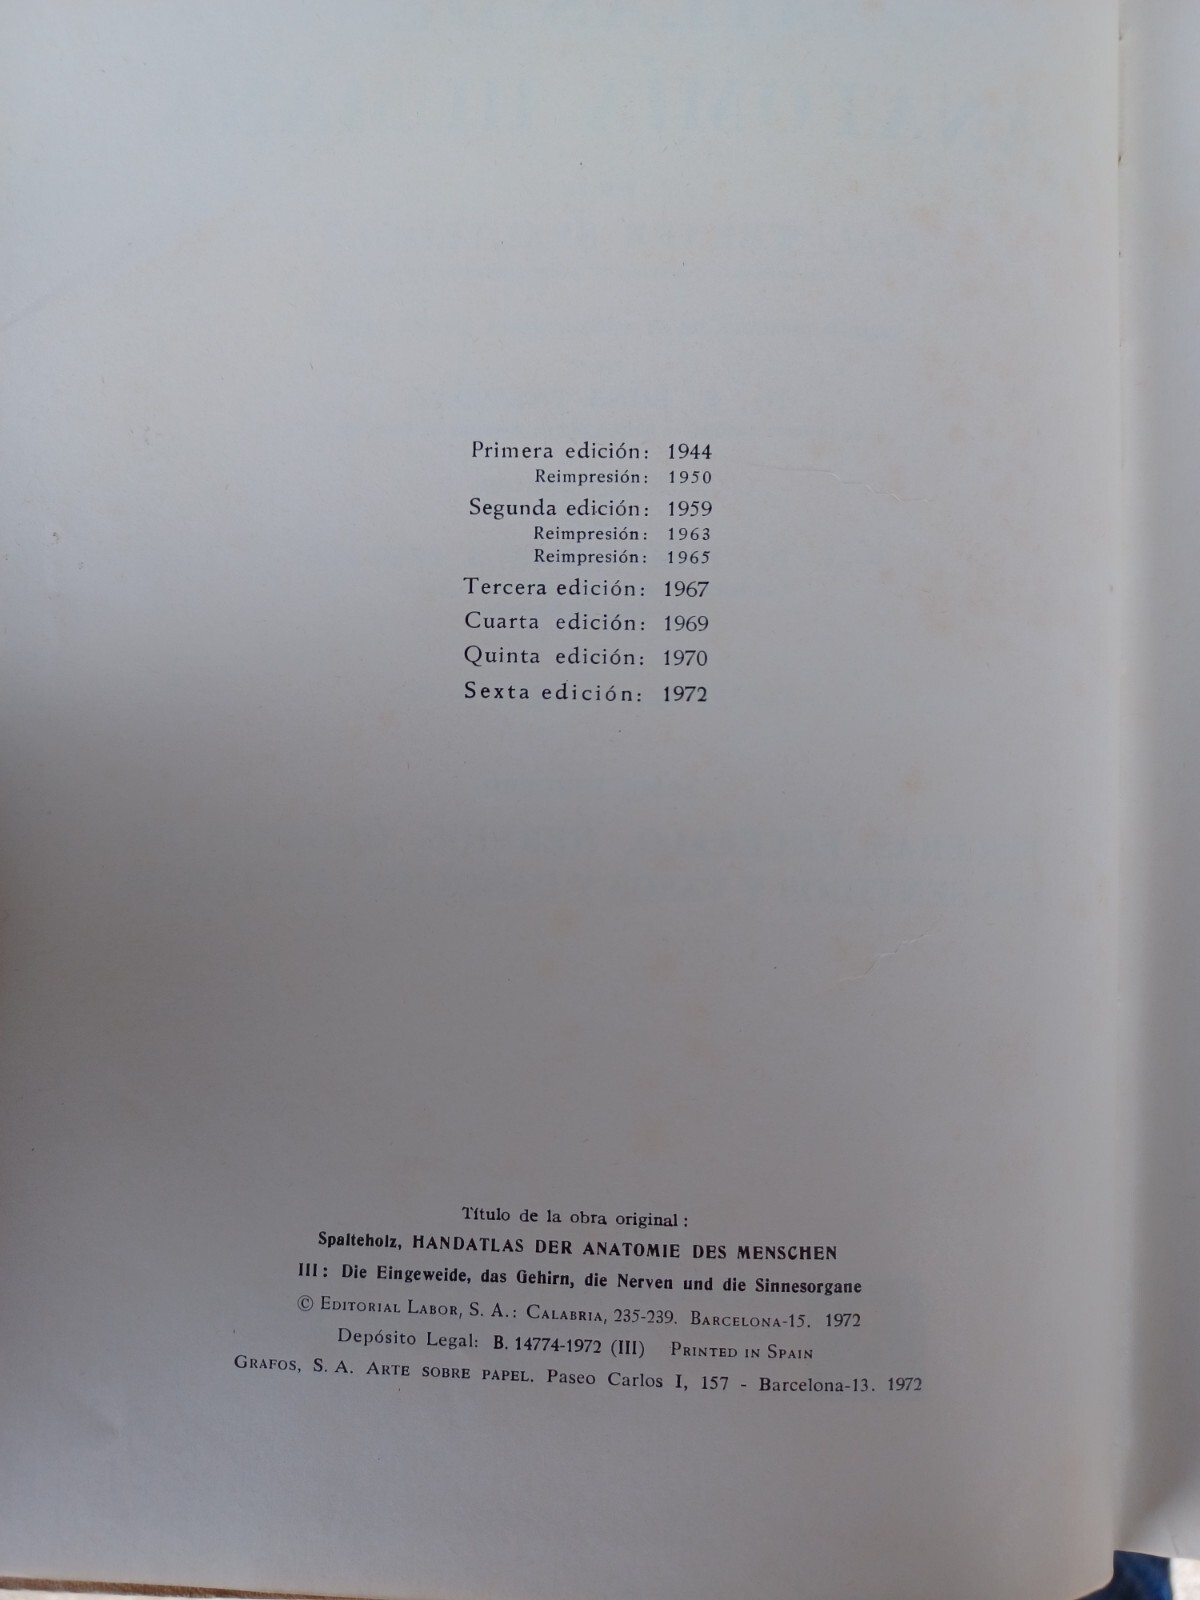 Primera edición: 1944
Reimpresión: 1950
Segunda edición: 1959
Reimpresión: 1963
Reimpresión: 1965
Tercera edición: 1967
Cuarta edición: 1969
Quinta edición: 1970
Sexta edición: 1972
Título de la obra original:
Spalteholz, HANDATLAS DER ANATOMIE DES MENSCHEN
III: Die Eingeweide, das Gehirn, die Nerven und die Sinnesorgane
© EDITORIAL LABOR, S. A.: CALABRIA, 235-239. BARCELONA-15. 1972
Depósito Legal: B. 14774-1972 (III) PRINTED IN SPAIN
GRAFOS, S. A. ARTE SOBRE PAPEL. Paseo Carlos I, 157 - Barcelona-13. 1972